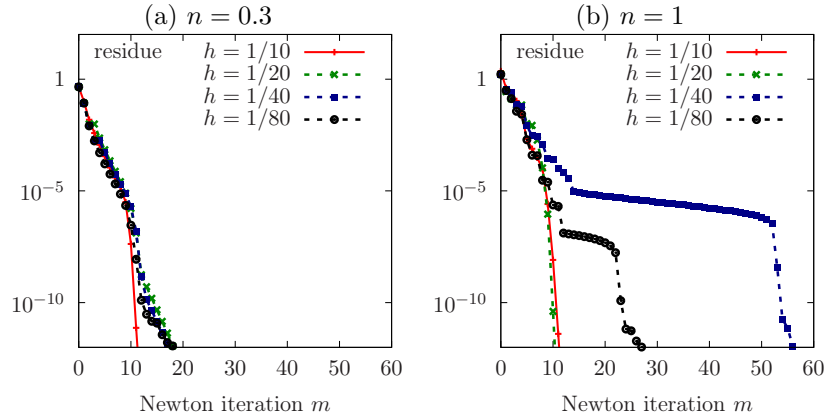 (a) n = 0.3
residue
h = 1/10
h = 1/20
h = 1/40
h = 1/80
1
10^{-5}
10^{-10}
0 10 20 30 40 50 60
Newton iteration m
(b) n = 1
residue
h = 1/10
h = 1/20
h = 1/40
h = 1/80
1
10^{-5}
10^{-10}
0 10 20 30 40 50 60
Newton iteration m